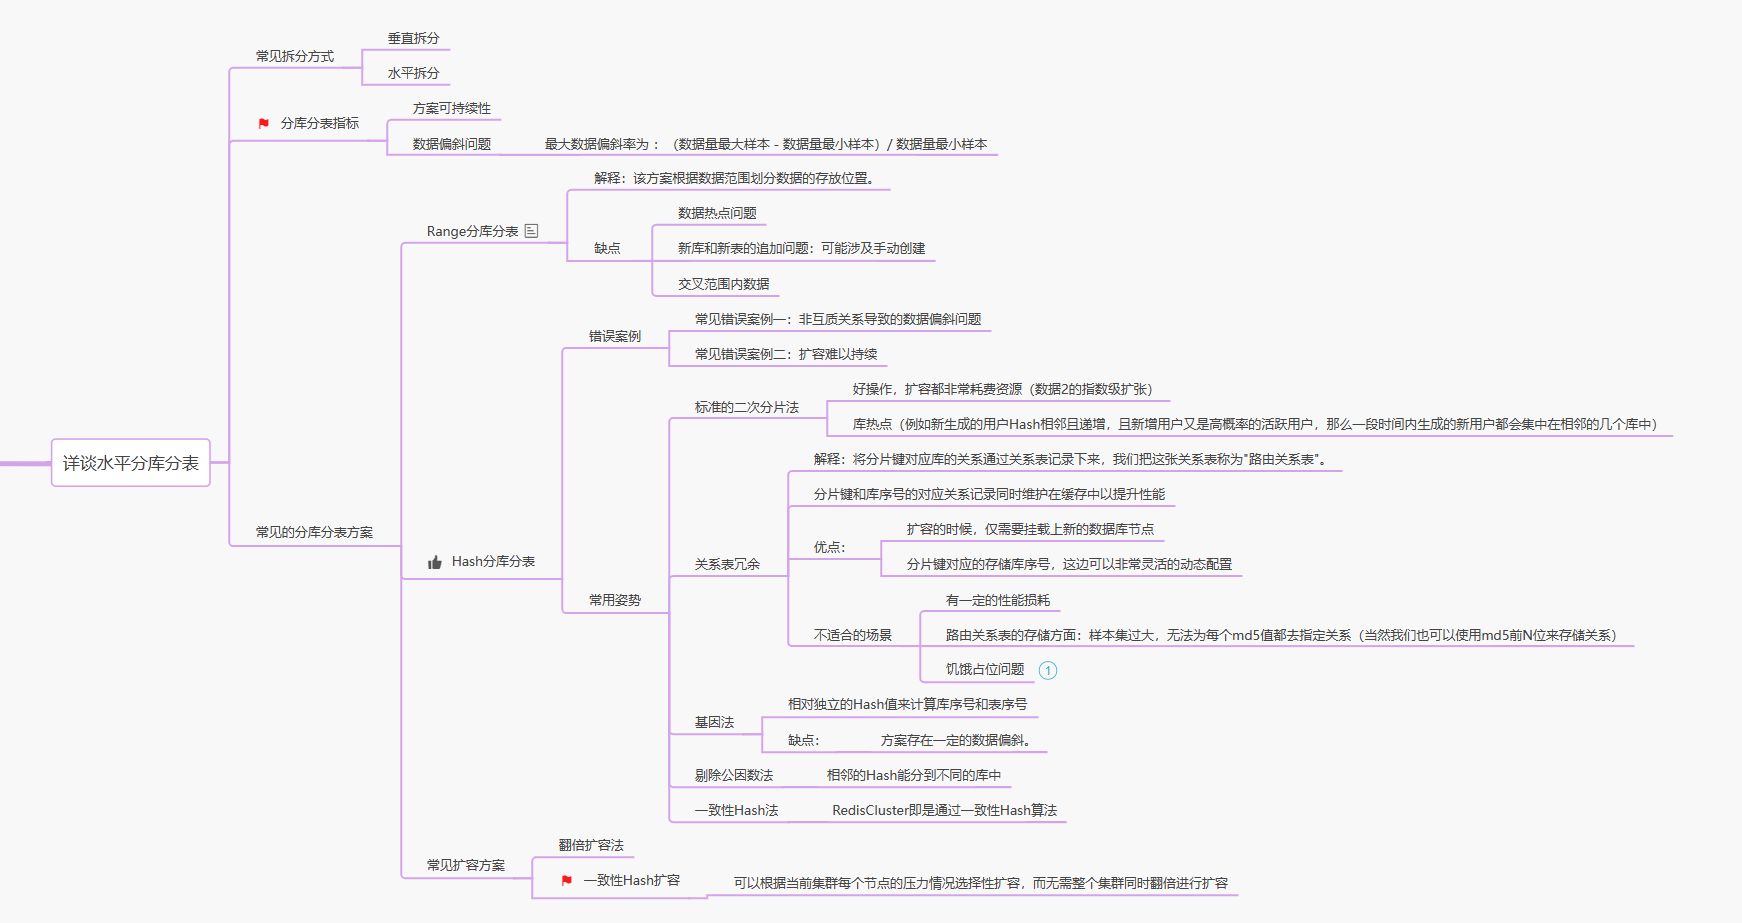 详谈水平分库分表
常见拆分方式
垂直拆分
水平拆分
分库分表指标
方案可持续性
数据偏斜问题
最大数据偏斜率为 ：（数据量最大样本 - 数据量最小样本）/ 数据量最小样本
常见的分库分表方案
Range分库分表
解释：该方案根据数据范围划分数据的存放位置。
缺点
数据热点问题
新库和新表的追加问题：可能涉及手动创建
交叉范围内数据
Hash分库分表
错误案例
常见错误案例一：非互质关系导致的数据偏斜问题
常见错误案例二：扩容难以持续
常用姿势
标准的二次分片法
好操作，扩容都非常耗费资源（数据2的指数级扩张）
库热点（例如新生成的用户Hash相邻且递增，且新增用户又是高概率的活跃用户，那么一段时间内生成的新用户都会集中在相邻的几个库中）
关系表冗余
解释：将分片键对应库的关系通过关系表记录下来，我们把这张关系表称为"路由关系表"。
分片键和库序号的对应关系记录同时维护在缓存中以提升性能
优点：
扩容的时候，仅需要挂载上新的数据库节点
分片键对应的存储库序号，这边可以非常灵活的动态配置
不适合的场景
有一定的性能损耗
路由关系表的存储方面：样本集过大，无法为每个md5值都去指定关系（当然我们也可以使用md5前N位来存储关系）
饥饿占位问题 1
基因法
相对独立的Hash值来计算库序号和表序号
缺点：
方案存在一定的数据偏斜。
剔除公因数法
相邻的Hash能分到不同的库中
一致性Hash法
RedisCluster即是通过一致性Hash算法
常见扩容方案
翻倍扩容法
一致性Hash扩容
可以根据当前集群每个节点的压力情况选择性扩容，而无需整个集群同时翻倍进行扩容